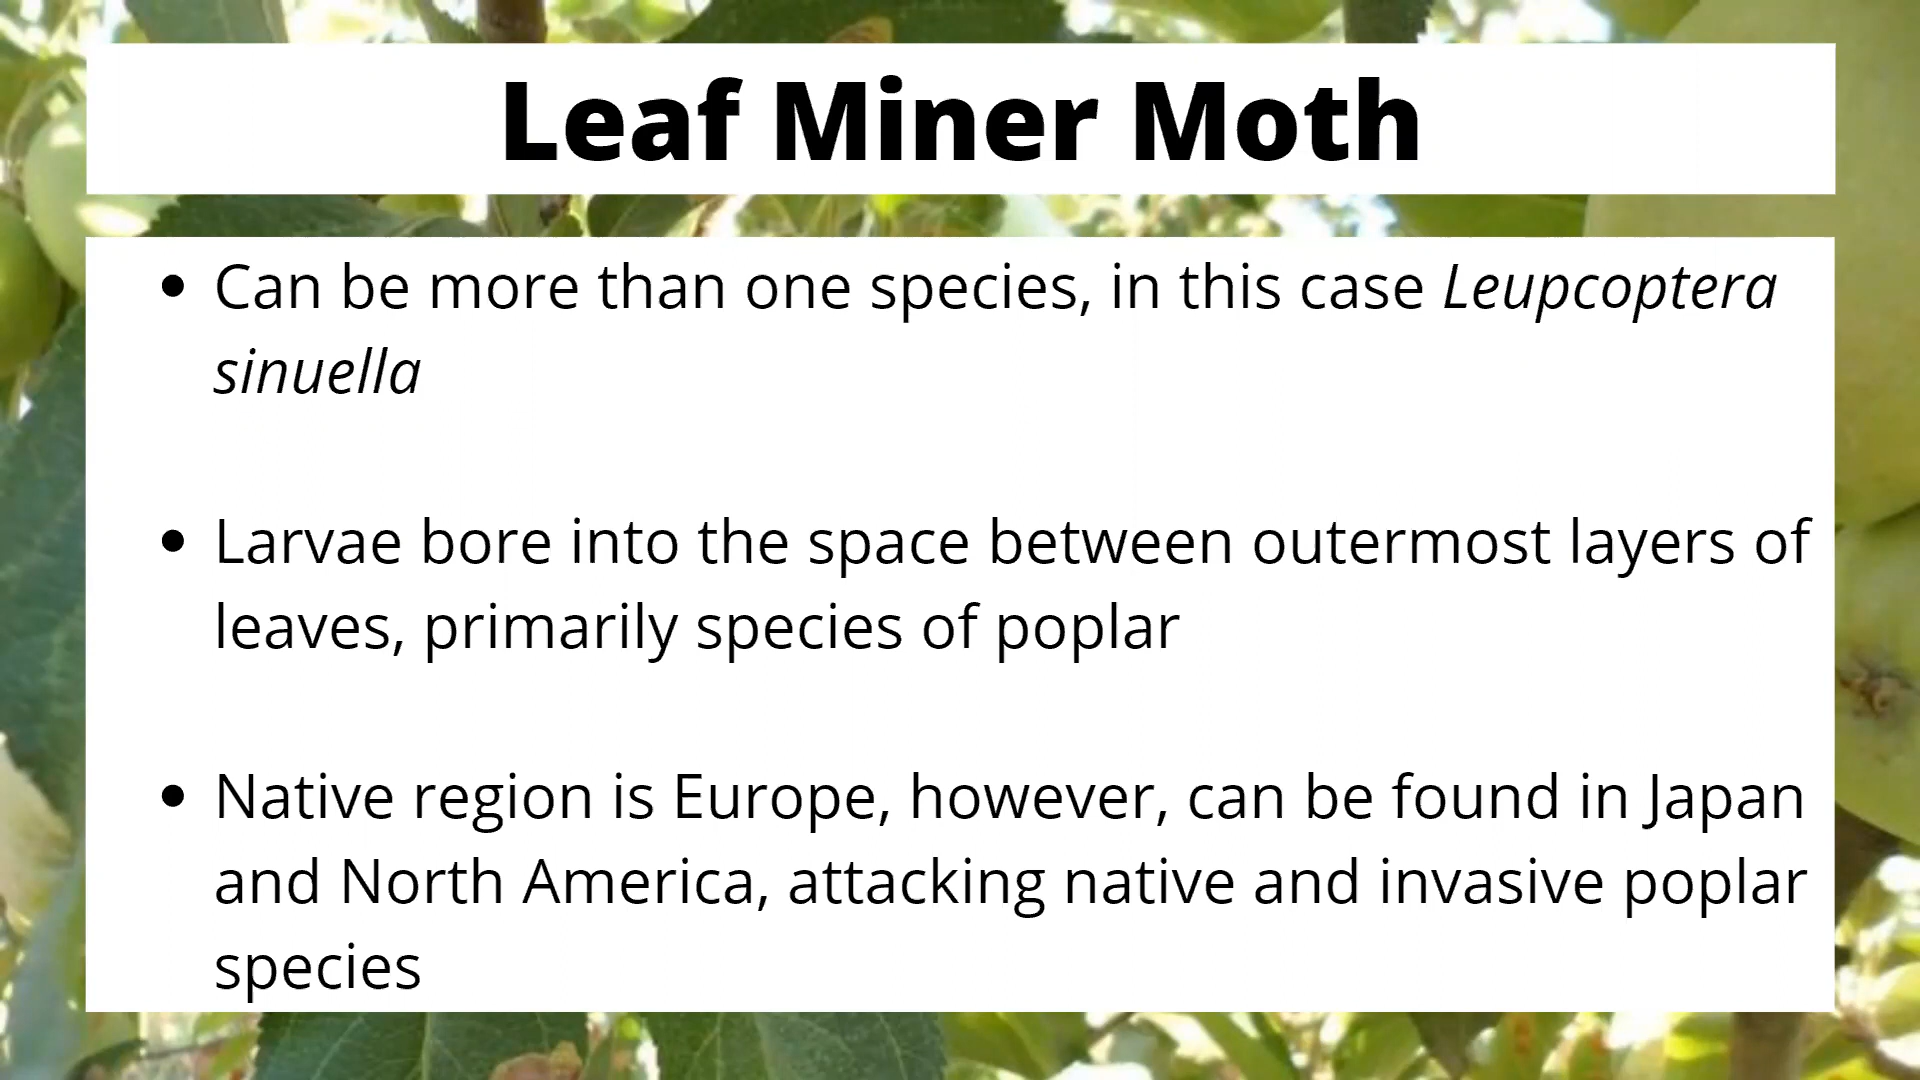 Leaf Miner Moth
• Can be more than one species, in this case Leupcoptera
sinuella
• Larvae bore into the space between outermost layers of
leaves, primarily species of poplar
• Native region is Europe, however, can be found in Japan
and North America, attacking native and invasive poplar
species